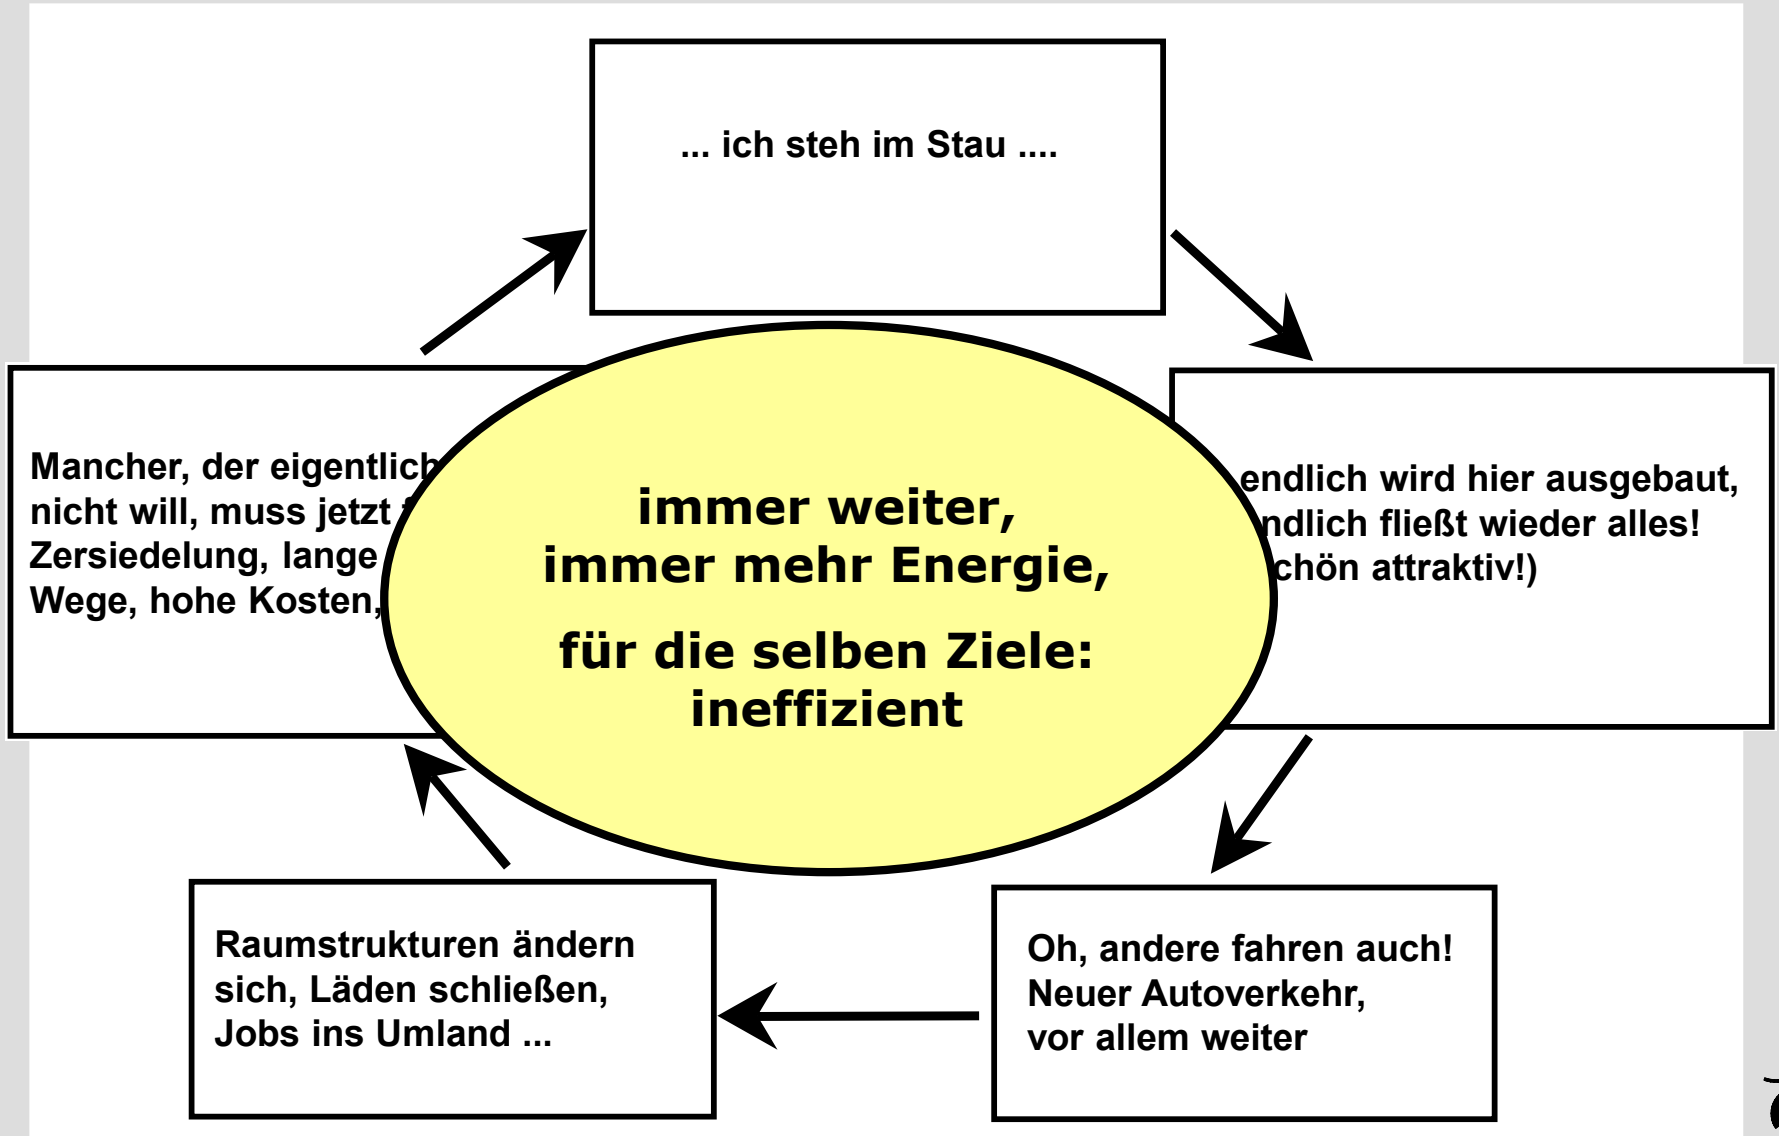 ... ich steh im Stau ....
endlich wird hier ausgebaut,
fließt wieder alles!
attraktiv!)
Oh, andere fahren auch!
Neuer Autoverkehr,
vor allem weiter
Raumstrukturen ändern
sich, Läden schließen,
Jobs ins Umland ...
Mancher, der eigentlich
nicht will, muss jetzt
Zersiedelung, lange
Wege, hohe Kosten,
immer weiter,
immer mehr Energie,
für die selben Ziele:
ineffizient